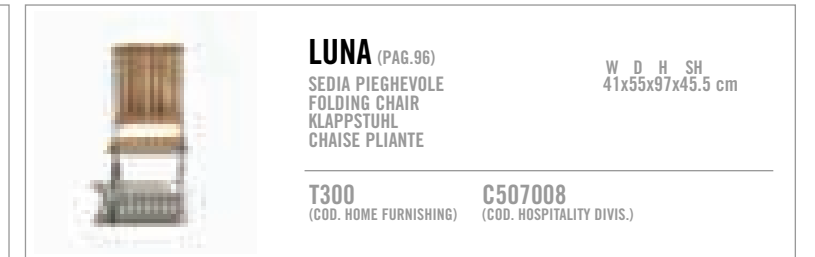 LUNA (PAG.96)
SEDIA PIEGHEVOLE
FOLDING CHAIR
KLAPPSTUHL
CHAISE PLIANTE
W D H SH
41x55x97x45.5 cm
T300
(COD. HOME FURNISHING)
C507008
(COD. HOSPITALITY DIVIS.)